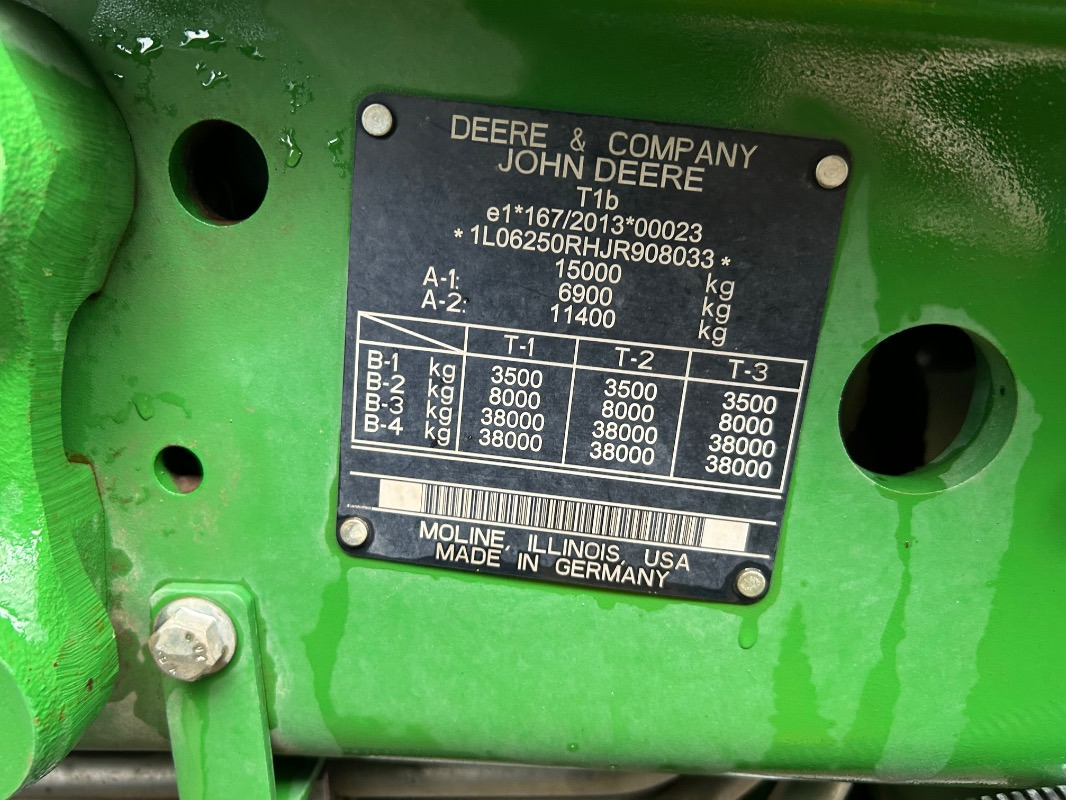 DEERE & COMPANY
JOHN DEERE
T1b
e1*167/2013*00023
*1L06250RHJR908033*
15000 kg
A-1: 6900 kg
A-2: 11400 kg
T-1 T-2 T-3
B-1 kg 3500 3500 3500
B-2 kg 8000 8000 8000
B-3 kg 38000 38000 38000
B-4 kg 38000 38000 38000
MOLINE, ILLINOIS, USA
MADE IN GERMANY